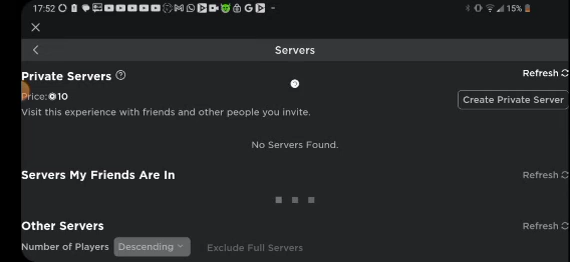 17:52
15%
Servers
Private Servers
Refresh
Price: 10
Create Private Server
Visit this experience with friends and other people you invite.
No Servers Found.
Servers My Friends Are In
Refresh
Other Servers
Refresh
Number of Players Descending Exclude Full Servers